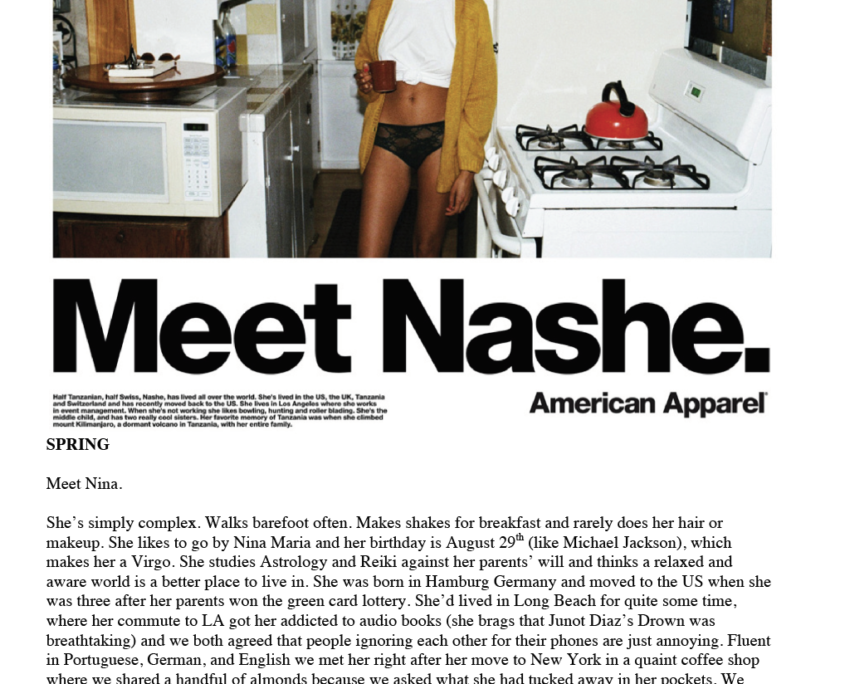 Meet Nashe.
Half Tanzanian, half Swiss, Nashe, has lived all over the world. She's lived in the US, the UK, Tanzania
and Switzorland and has recently moved back to the US. She lives in Los Angeles where she works
in event management. When she's not working she likes bowling, hunting and roller blading. She's the
middle child, and has two really cool sisters. Her favorite memory of Tanzania was when she climbed
mount Kilimanjaro, a dormant volcano in Tanzania, with her entire family.
American Apparel
SPRING
Meet Nina.
She’s simply complex. Walks barefoot often. Makes shakes for breakfast and rarely does her hair or
makeup. She likes to go by Nina Maria and her birthday is August 29th (like Michael Jackson), which
makes her a Virgo. She studies Astrology and Reiki against her parents’ will and thinks a relaxed and
aware world is a better place to live in. She was born in Hamburg Germany and moved to the US when she
was three after her parents won the green card lottery. She’d lived in Long Beach for quite some time,
where her commute to LA got her addicted to audio books (she brags that Junot Diaz’s Drown was
breathtaking) and we both agreed that people ignoring each other for their phones are just annoying. Fluent
in Portuguese, German, and English we met her right after her move to New York in a quaint coffee shop
where we shared a handful of almonds because we asked what she had tucked away in her pockets. We